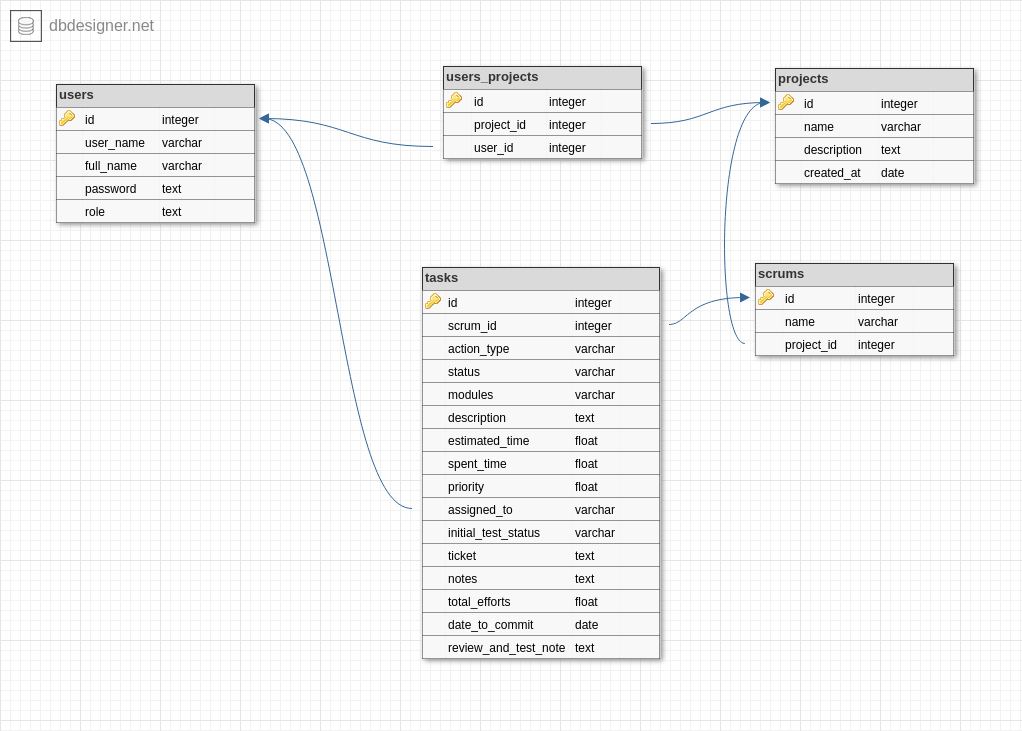 dbdesigner.net
users
id integer
user_name varchar
full_name varchar
password text
role text
users_projects
id integer
project_id integer
user_id integer
projects
id integer
name varchar
description text
created_at date
tasks
id integer
scrum_id integer
action_type varchar
status varchar
modules varchar
description text
estimated_time float
spent_time float
priority float
assigned_to varchar
initial_test_status varchar
ticket text
notes text
total_efforts float
date_to_commit date
review_and_test_note text
scrums
id integer
name varchar
project_id integer